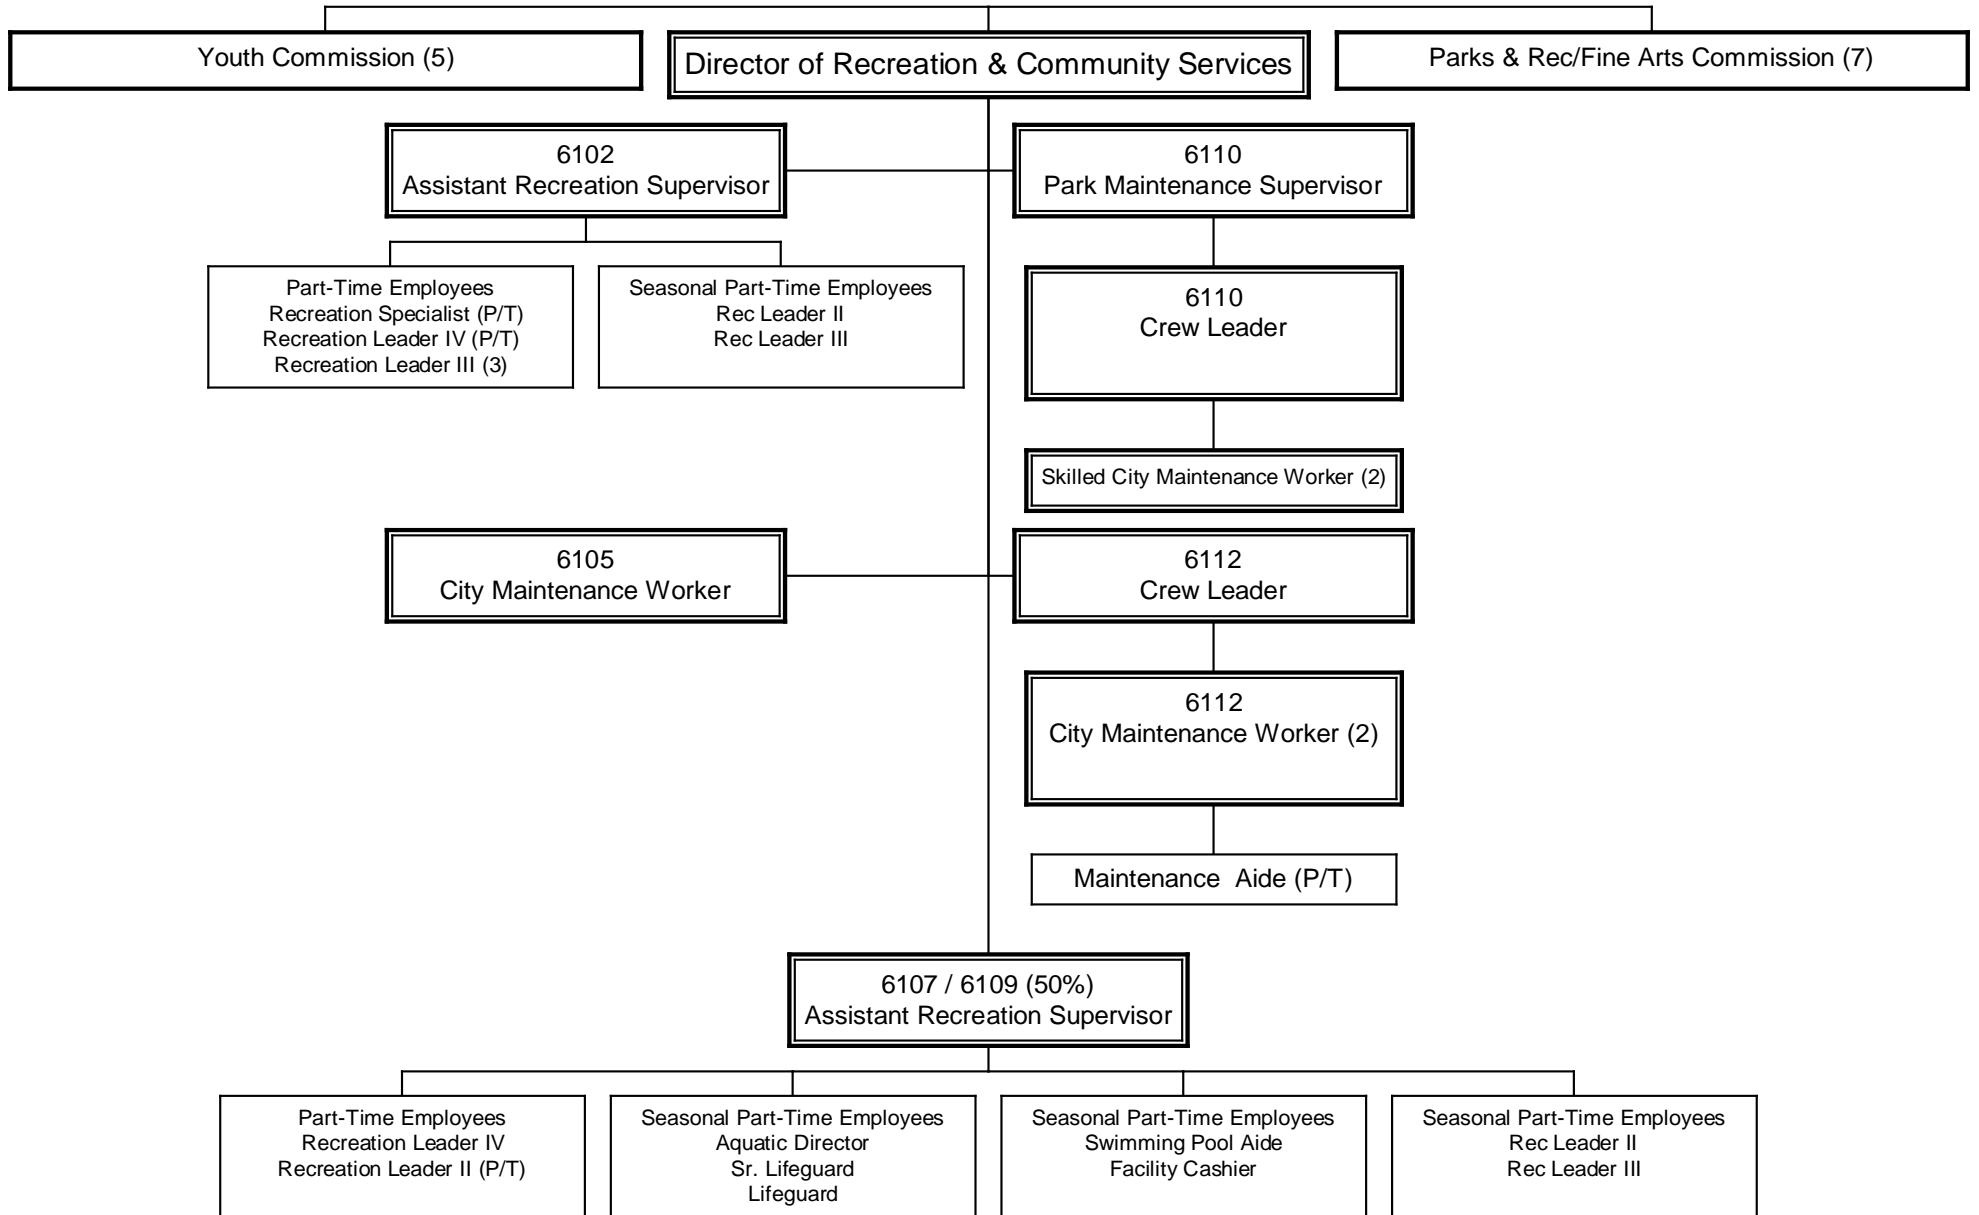 Youth Commission (5)
Director of Recreation & Community Services
Parks & Rec/Fine Arts Commission (7)
6102
Assistant Recreation Supervisor
6110
Park Maintenance Supervisor
Part-Time Employees
Recreation Specialist (P/T)
Recreation Leader IV (P/T)
Recreation Leader III (3)
Seasonal Part-Time Employees
Rec Leader II
Rec Leader III
6110
Crew Leader
Skilled City Maintenance Worker (2)
6105
City Maintenance Worker
6112
Crew Leader
6112
City Maintenance Worker (2)
Maintenance Aide (P/T)
6107 / 6109 (50%)
Assistant Recreation Supervisor
Part-Time Employees
Recreation Leader IV
Recreation Leader II (P/T)
Seasonal Part-Time Employees
Aquatic Director
Sr. Lifeguard
Lifeguard
Seasonal Part-Time Employees
Swimming Pool Aide
Facility Cashier
Seasonal Part-Time Employees
Rec Leader II
Rec Leader III